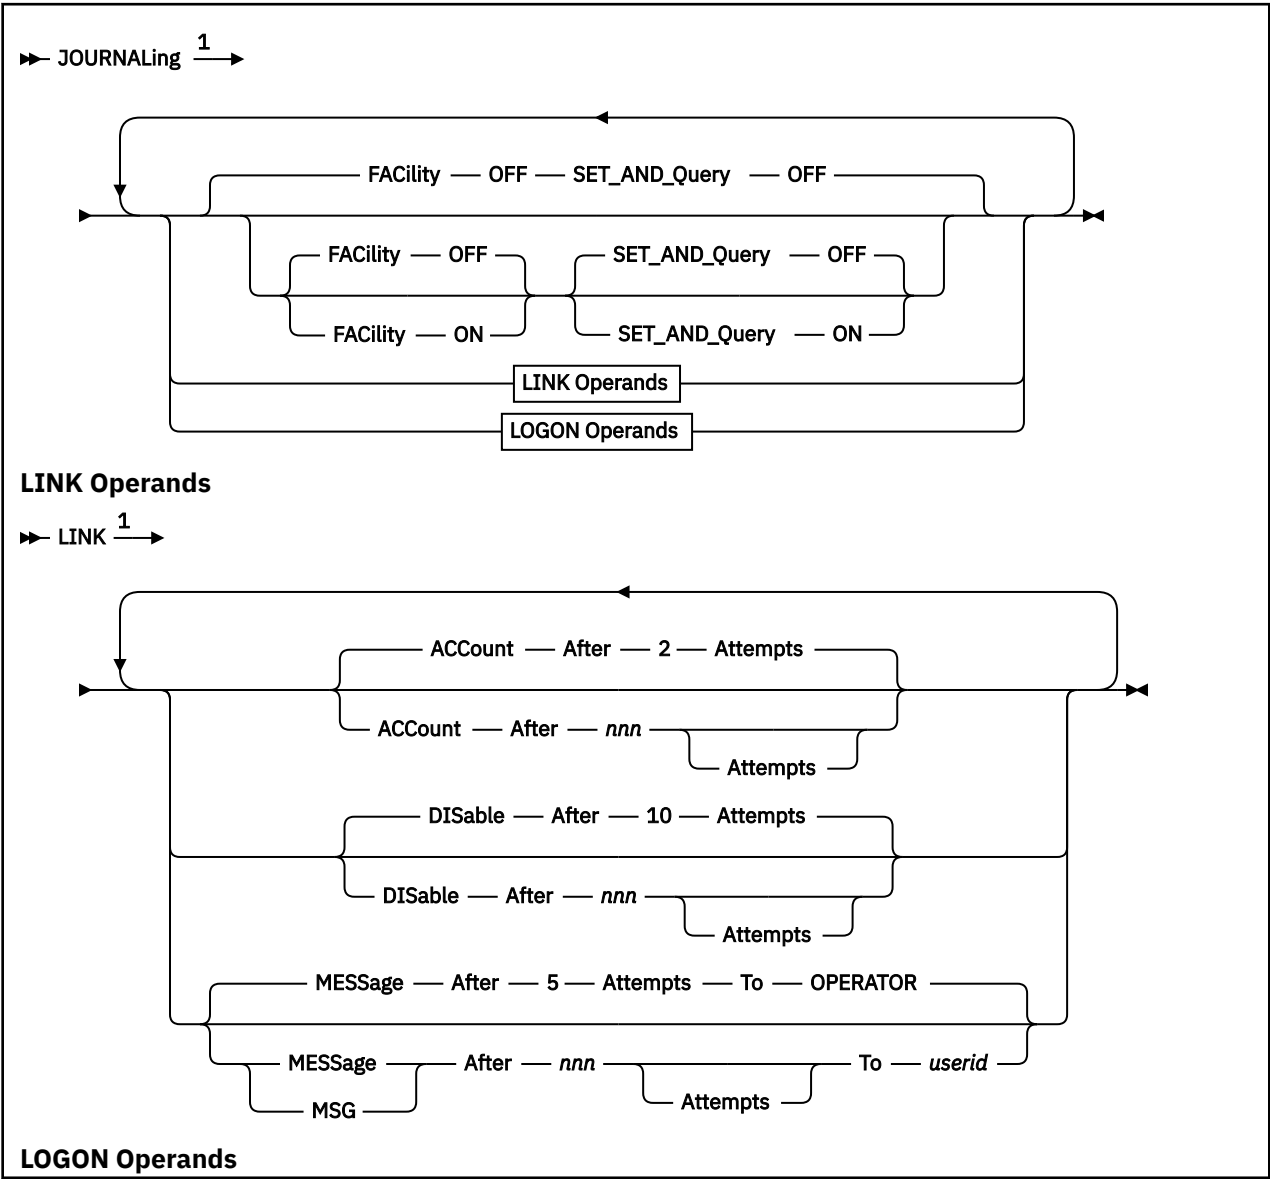 JOURNALing 1
FACility OFF SET_AND_Query OFF
FACility OFF SET_AND_Query OFF
FACility ON SET_AND_Query ON
LINK Operands
LOGON Operands
LINK Operands
LINK 1
ACCount After 2 Attempts
ACCount After nnn
Attempts
DISable After 10 Attempts
DISable After nnn
Attempts
MESSage After 5 Attempts To OPERATOR
MESSage After nnn To userid
MSG Attempts
LOGON Operands